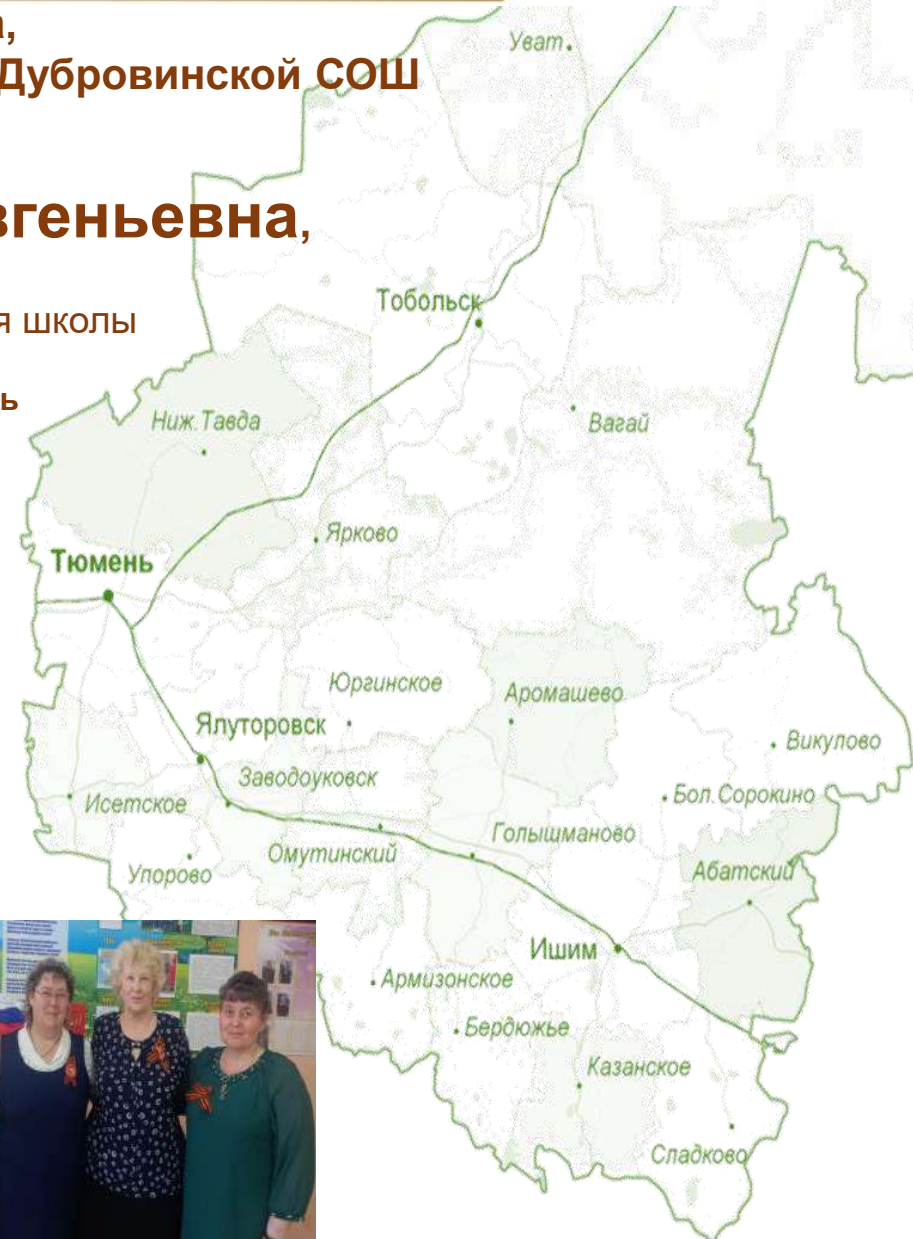 а,
Дубровинской СОШ
вгеньевна,
я школы
ь
Уват
Тобольск
Ниж.Тавда
Вагай
Ярково
Тюмень
Юргинское
Аромашево
Ялуторовск
Викулово
Заводоуковск
Исетское
Бол.Сорокино
Голышманово
Омутинский
Упорово
Абатский
Ишим
Армизонское
Бердюжье
Казанское
Сладково